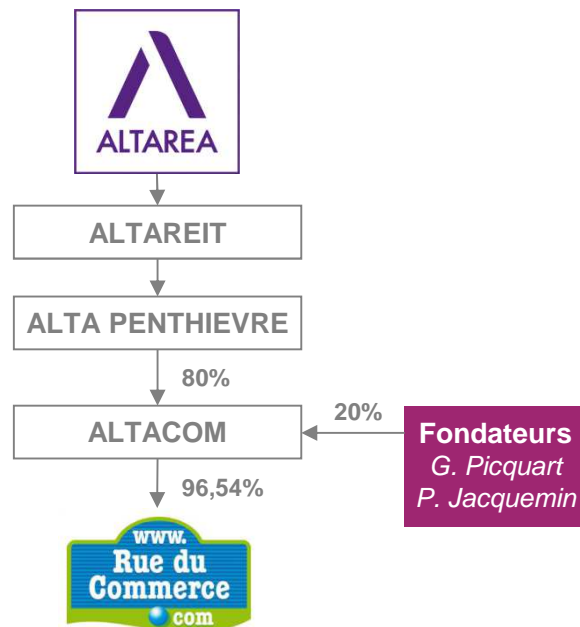 ALTAREA
ALTAREIT
ALTA PENTHIEVRE
80%
ALTACOM
20%
Fondateurs
G. Picquart
P. Jacquemin
96,54%
www.
Rue du
Commerce
com